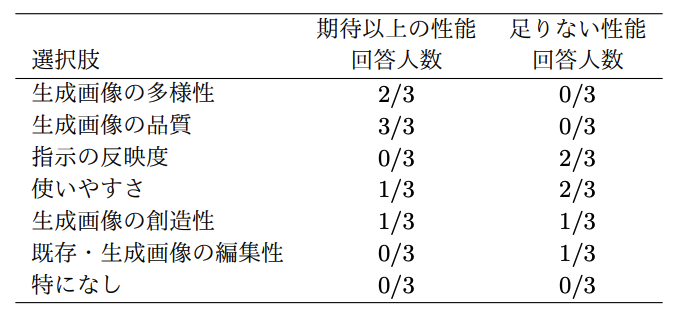 期待以上の性能 足りない性能
選択肢 回答人数 回答人数
生成画像の多様性 2/3 0/3
生成画像の品質 3/3 0/3
指示の反映度 0/3 2/3
使いやすさ 1/3 2/3
生成画像の創造性 1/3 1/3
既存・生成画像の編集性 0/3 1/3
特になし 0/3 0/3